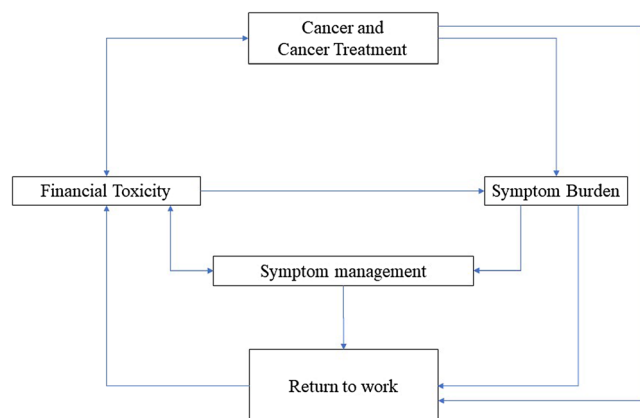 Cancer and
Cancer Treatment
Financial Toxicity
Symptom Burden
Symptom management
Return to work